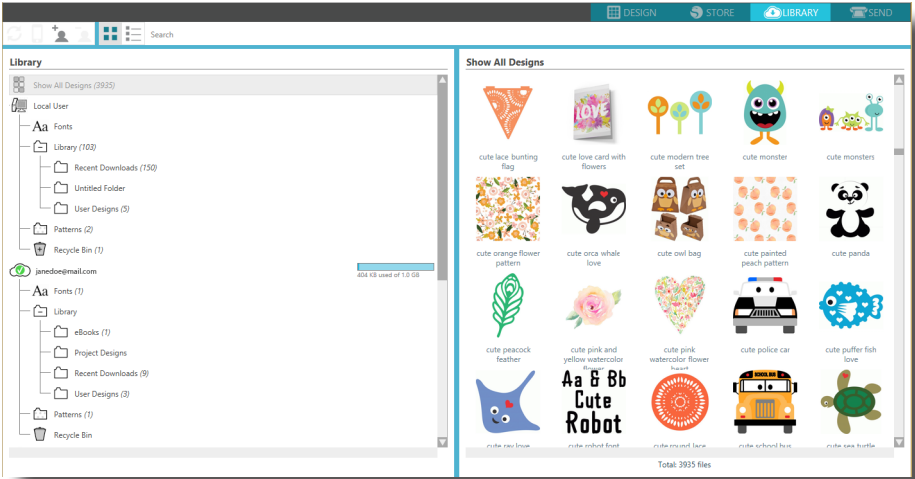 DESIGN
STORE
LIBRARY
SEND
Search
Library
Show All Designs (3935)
Local User
Aa Fonts
Library (103)
Recent Downloads (150)
Untitled Folder
User Designs (5)
Patterns (2)
Recycle Bin (1)
janedoe@mail.com
404 KB used of 1.0 GB
Aa Fonts (1)
Library
eBooks (1)
Project Designs
Recent Downloads (9)
User Designs (3)
Patterns (1)
Recycle Bin
Show All Designs
LOVE
cute lace bunting
flag
cute love card with
flowers
cute modern tree
set
cute monster
cute monsters
cute orange flower
pattern
cute orca whale
love
cute owl bag
cute painted
peach pattern
cute panda
cute peacock
feather
cute pink and
yellow watercolor
flower
cute pink
watercolor flower
heart
cute police car
cute puffer fish
love
Aa & Bb
Cute
Robot
SCHOOL BUS
cute ray love
cute robot font
cute round lace
cute school bus
cute sea turtle
Total: 3935 files